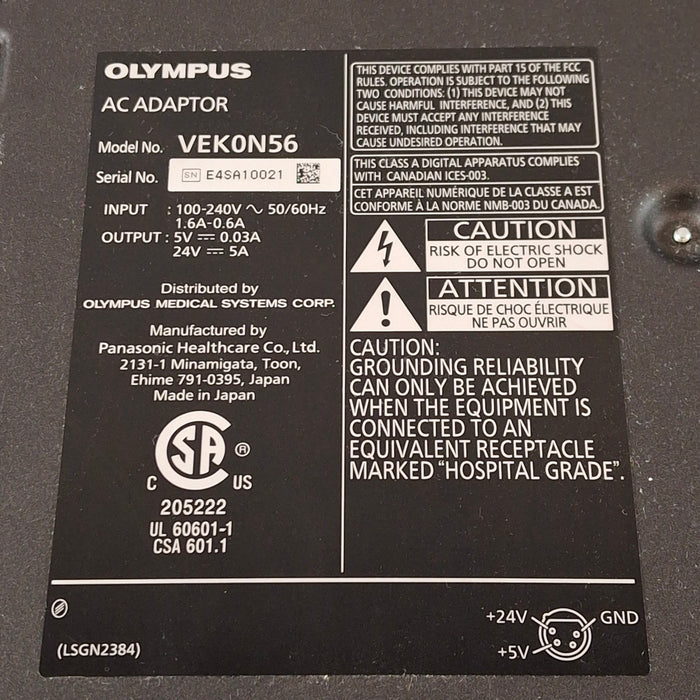 OLYMPUS
AC ADAPTOR
Model No. VEK0N56
Serial No. SN E4SA10021
INPUT : 100-240V ∿ 50/60Hz
1.6A-0.6A
OUTPUT : 5V ⎓ 0.03A
24V ⎓ 5A
Distributed by
OLYMPUS MEDICAL SYSTEMS CORP.
Manufactured by
Panasonic Healthcare Co., Ltd.
2131-1 Minamigata, Toon,
Ehime 791-0395, Japan
Made in Japan
CSA ®
C US
205222
UL 60601-1
CSA 601.1
THIS DEVICE COMPLIES WITH PART 15 OF THE FCC
RULES. OPERATION IS SUBJECT TO THE FOLLOWING
TWO CONDITIONS: (1) THIS DEVICE MAY NOT
CAUSE HARMFUL INTERFERENCE, AND (2) THIS
DEVICE MUST ACCEPT ANY INTERFERENCE
RECEIVED, INCLUDING INTERFERENCE THAT MAY
CAUSE UNDESIRED OPERATION.
THIS CLASS A DIGITAL APPARATUS COMPLIES
WITH CANADIAN ICES-003.
CET APPAREIL NUMÉRIQUE DE LA CLASSE A EST
CONFORME À LA NORME NMB-003 DU CANADA.
CAUTION
RISK OF ELECTRIC SHOCK
DO NOT OPEN
ATTENTION
RISQUE DE CHOC ÉLECTRIQUE
NE PAS OUVRIR
CAUTION:
GROUNDING RELIABILITY
CAN ONLY BE ACHIEVED
WHEN THE EQUIPMENT IS
CONNECTED TO AN
EQUIVALENT RECEPTACLE
MARKED “HOSPITAL GRADE”.
(LSGN2384)
+24V GND
+5V